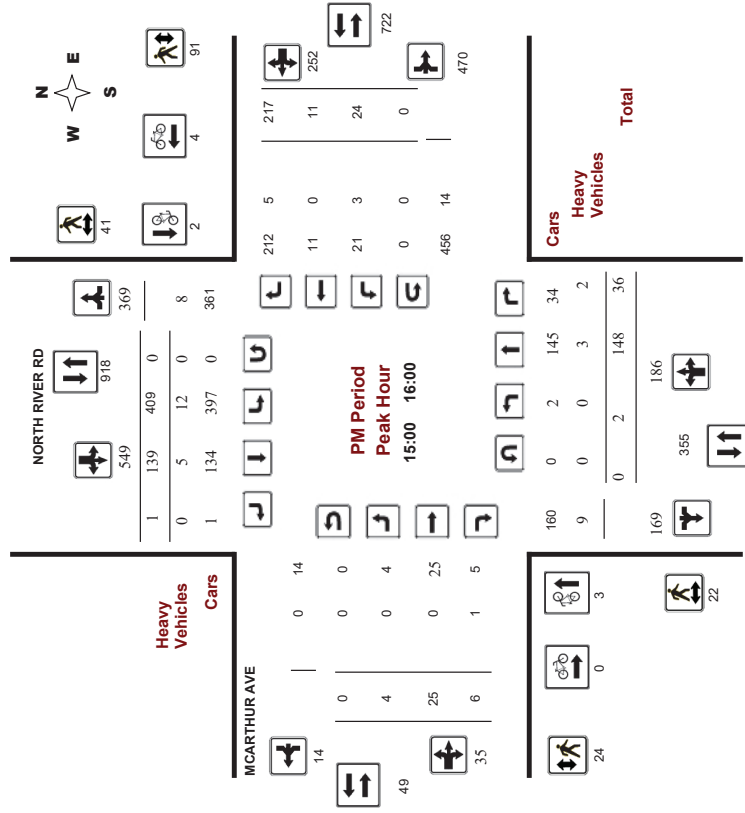 N
W E
S
41
91
2
4
NORTH RIVER RD
918
549
369
1 139 409 0
0 5 12 0 8
1 134 397 0 361
Heavy
Vehicles
Cars
MCARTHUR AVE
14
49
35
0 14
0 0 0
4 0 4
25 0 25
6 1 5
PM Period
Peak Hour
15:00 16:00
212 5 217
11 0 11
21 3 24
0 0 0
456 14
252
722
470
Cars
Heavy
Vehicles
Total
160 0 2 145 34
9 0 0 3 2
0 2 148 36
169
355
186
24
0
3
22